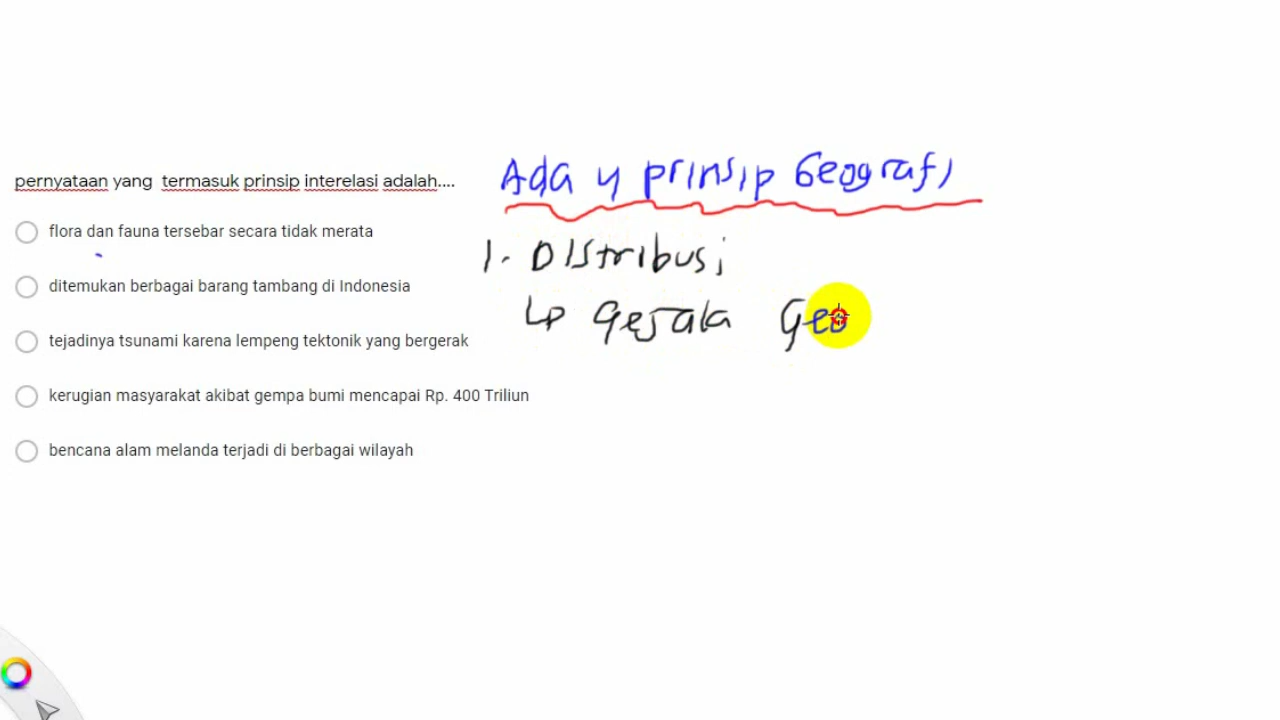 pernyataan yang termasuk prinsip interelasi adalah....
flora dan fauna tersebar secara tidak merata
ditemukan berbagai barang tambang di Indonesia
tejadinya tsunami karena lempeng tektonik yang bergerak
kerugian masyarakat akibat gempa bumi mencapai Rp. 400 Triliun
bencana alam melanda terjadi di berbagai wilayah
Ada 4 prinsip Geografi
1. Distribusi
↳ Gejala Geo